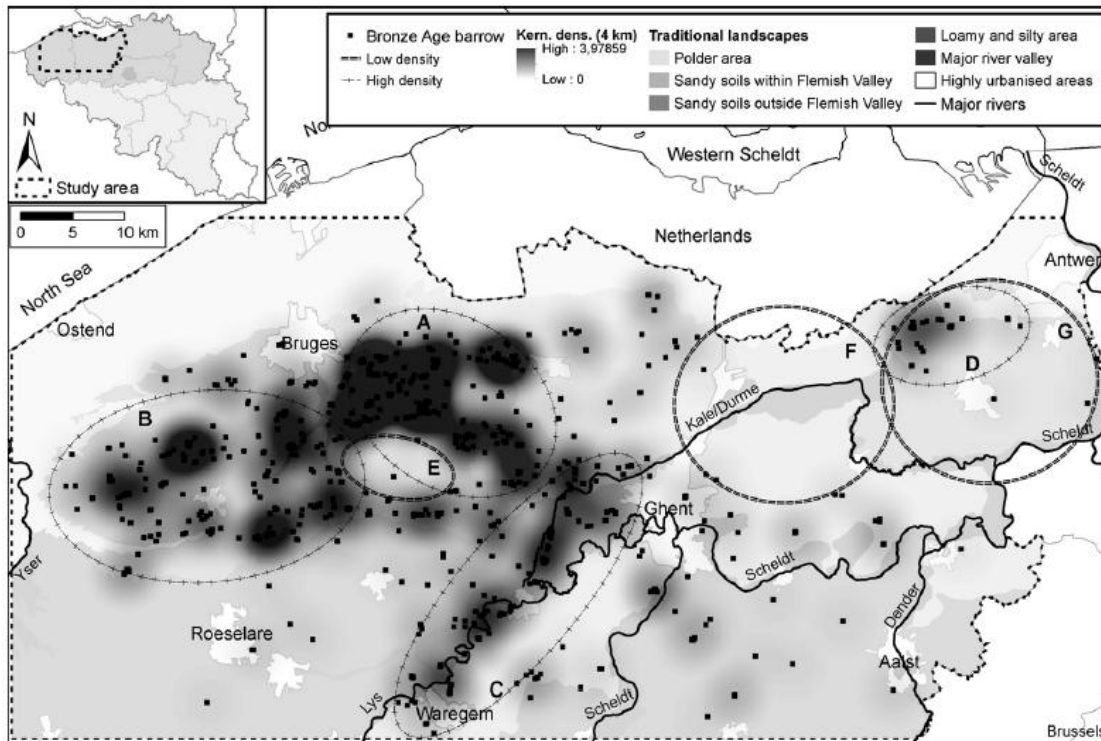 Bronze Age barrow
Low density
High density
Kern. dens. (4 km)
High : 3,97859
Low : 0
Traditional landscapes
Polder area
Sandy soils within Flemish Valley
Sandy soils outside Flemish Valley
Loamy and silty area
Major river valley
Highly urbanised areas
Major rivers
N
Study area
0 5 10 km
No
Western Scheldt
Scheldt
Netherlands
Antwer
North Sea
Ostend
Bruges
A
F
G
D
B
Kale/Durme
Scheldt
E
Ghent
Yser
Scheldt
Dender
Roeselare
Aalst
C
Lys
Waregem
Scheldt
Brussels